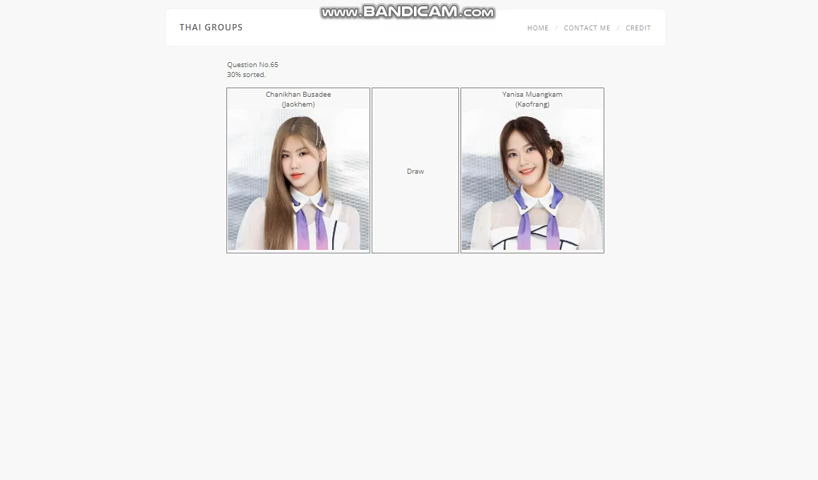 www.BANDICAM.com
THAI GROUPS
HOME / CONTACT ME / CREDIT
Question No.65
30% sorted.
Chanikhan Busadee
(Jaokhem)
Draw
Yanisa Muangkam
(Kaofrang)